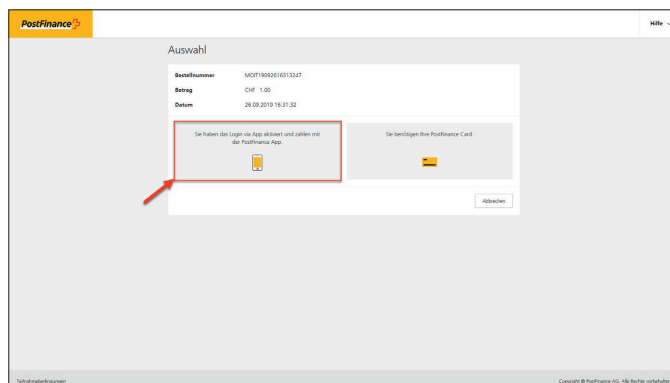 PostFinance
Hilfe
Auswahl
Bestellnummer MOIT19092616313247
Betrag CHF 1.00
Datum 26.09.2019 16:31:32
Sie haben das Login via App aktiviert und zahlen mit
der PostFinance App.
Sie benötigen Ihre PostFinance Card.
Abbrechen
Teilnahmebedingungen
Copyright © PostFinance AG. Alle Rechte vorbehalten